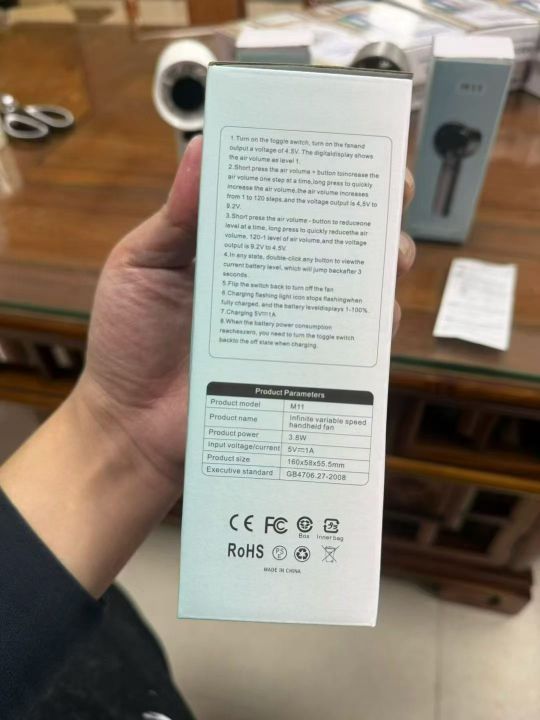 1.Turn on the toggle switch, turn on the fanand
output a voltage of 4.5V. The digitaldisplay shows
the air volume as level 1.
2.Short press the air volume + button toincrease the
air volume one step at a time,long press to quickly
increase the air volume,the air volume increases
from 1 to 120 steps,and the voltage output is 4.5V to
9.2V.
3.Short press the air volume - button to reduceone
level at a time, long press to quickly reducethe air
volume, 120-1 level of air volume,and the voltage
output is 9.2V to 4.5V.
4.In any state, double-click any button to viewthe
current battery level, which will jump backafter 3
seconds.
5.Flip the switch back to turn off the fan
6.Charging flashing light icon stops flashingwhen
fully charged, and the battery leveldisplays 1-100%.
7.Charging 5V⎓1A
8.When the battery power consumption
reacheszero, you need to turn the toggle switch
backto the off state when charging.
Product Parameters
Product model M11
Product name Infinite variable speed
handheld fan
Product power 3.8W
Input voltage/current 5V⎓1A
Product size 160x58x55.5mm
Executive standard GB4706.27-2008
CE FC Box Inner bag
RoHS PSE
MADE IN CHINA
M11